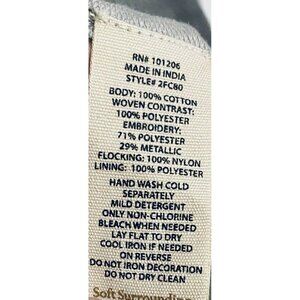 RN# 101206
MADE IN INDIA
STYLE# 2FC80
BODY: 100% COTTON
WOVEN CONTRAST:
100% POLYESTER
EMBROIDERY:
71% POLYESTER
29% METALLIC
FLOCKING: 100% NYLON
LINING: 100% POLYESTER
HAND WASH COLD
SEPARATELY
MILD DETERGENT
ONLY NON-CHLORINE
BLEACH WHEN NEEDED
LAY FLAT TO DRY
COOL IRON IF NEEDED
ON REVERSE
DO NOT IRON DECORATION
DO NOT DRY CLEAN
Soft Surroundin